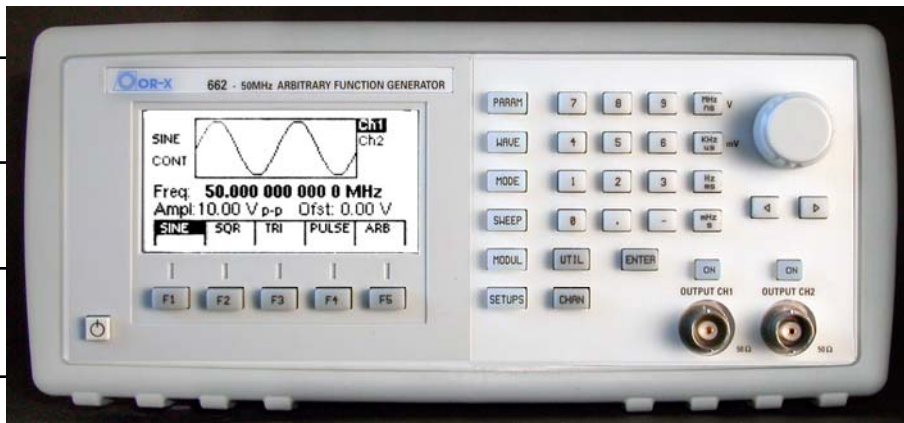 OR-X 662 - 50MHz ARBITRARY FUNCTION GENERATOR
SINE
CONT
Ch1
Ch2
Freq: 50.000 000 000 0 MHz
Ampl: 10.00 V p-p Ofst: 0.00 V
SINE SQR TRI PULSE ARB
F1 F2 F3 F4 F5
PARAM 7 8 9 MHz ns V
WAVE 4 5 6 KHz us mV
MODE 1 2 3 Hz ms
SWEEP 0 . - mHz s
MODUL UTIL ENTER
SETUPS CHAN
ON ON
OUTPUT CH1 OUTPUT CH2
50Ω 50Ω